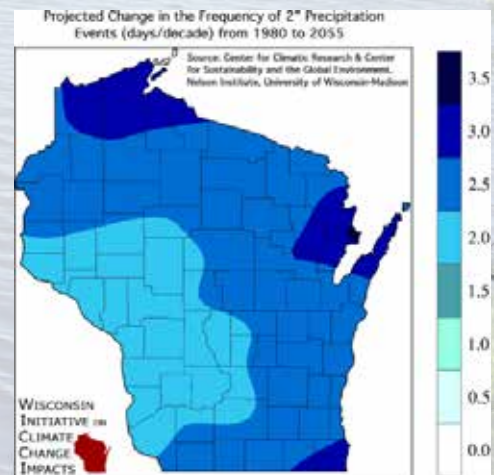 Projected Change in the Frequency of 2" Precipitation
Events (days/decade) from 1980 to 2055
Source: Center for Climatic Research & Center
for Sustainability and the Global Environment,
Nelson Institute, University of Wisconsin-Madison
3.5
3.0
2.5
2.0
1.5
1.0
0.5
0.0
WISCONSIN
INITIATIVE ON
CLIMATE
CHANGE
IMPACTS